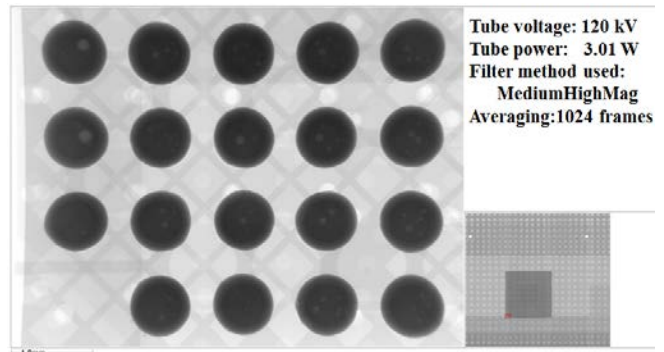 Tube voltage: 120 kV
Tube power: 3.01 W
Filter method used:
MediumHighMag
Averaging:1024 frames